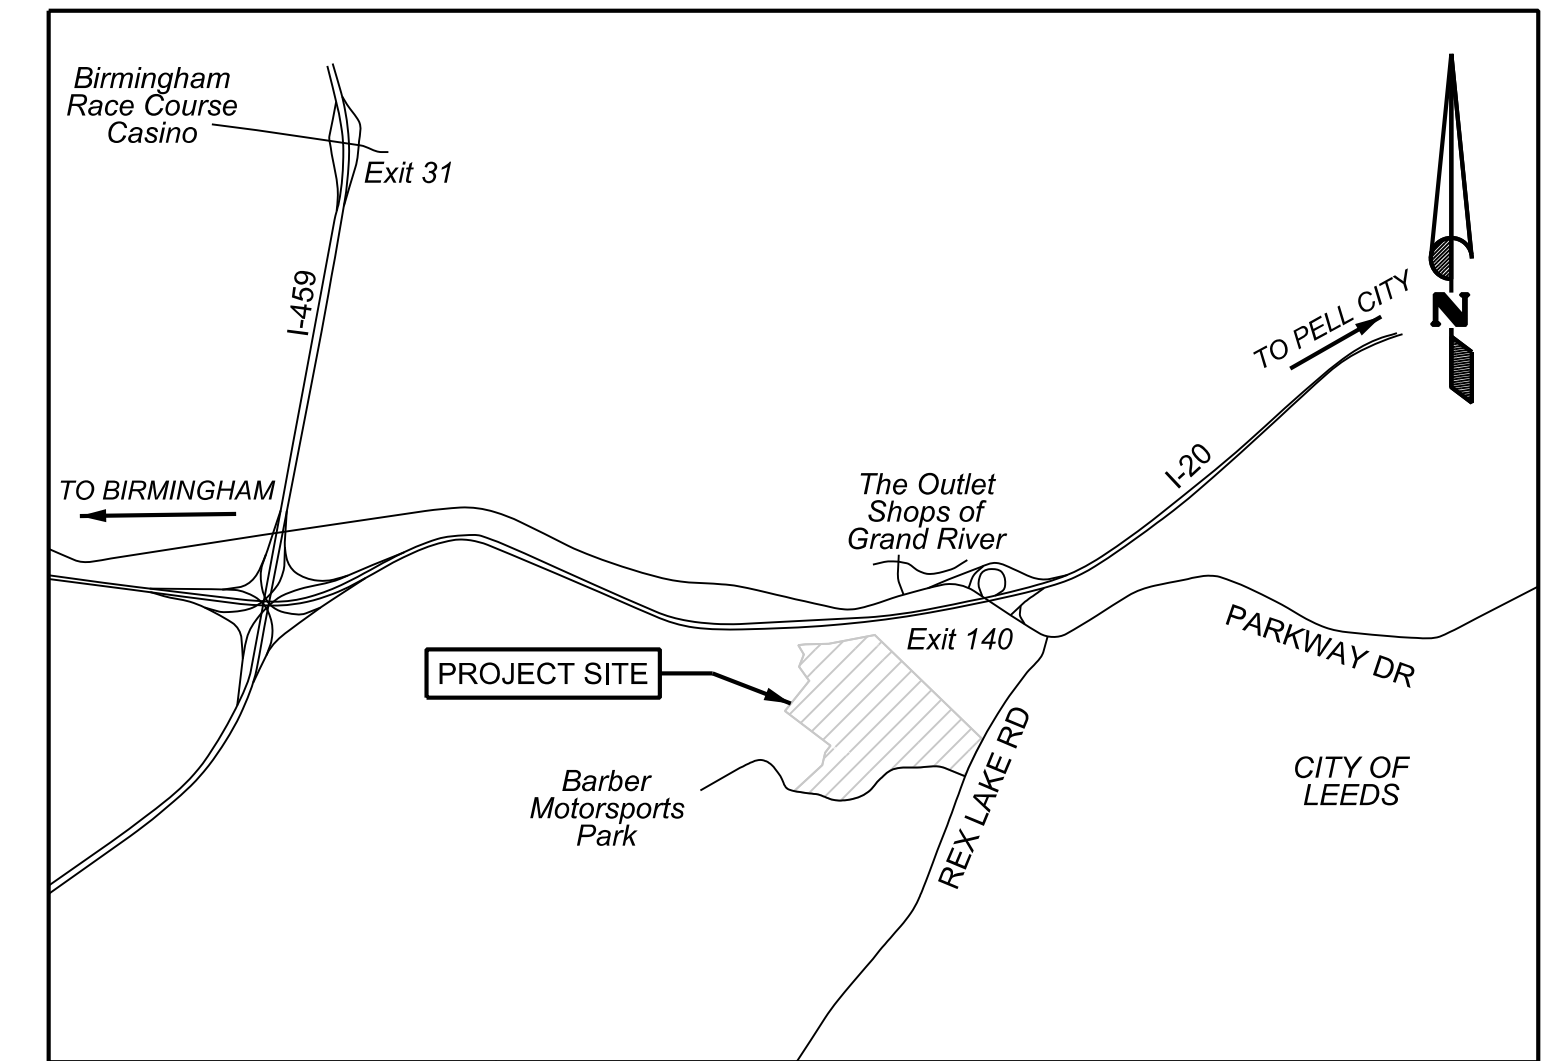 Birmingham
Race Course
Casino
Exit 31
I-459
N
TO PELL CITY
I-20
TO BIRMINGHAM
The Outlet
Shops of
Grand River
Exit 140
PARKWAY DR
PROJECT SITE
REX LAKE RD
Barber
Motorsports
Park
CITY OF
LEEDS